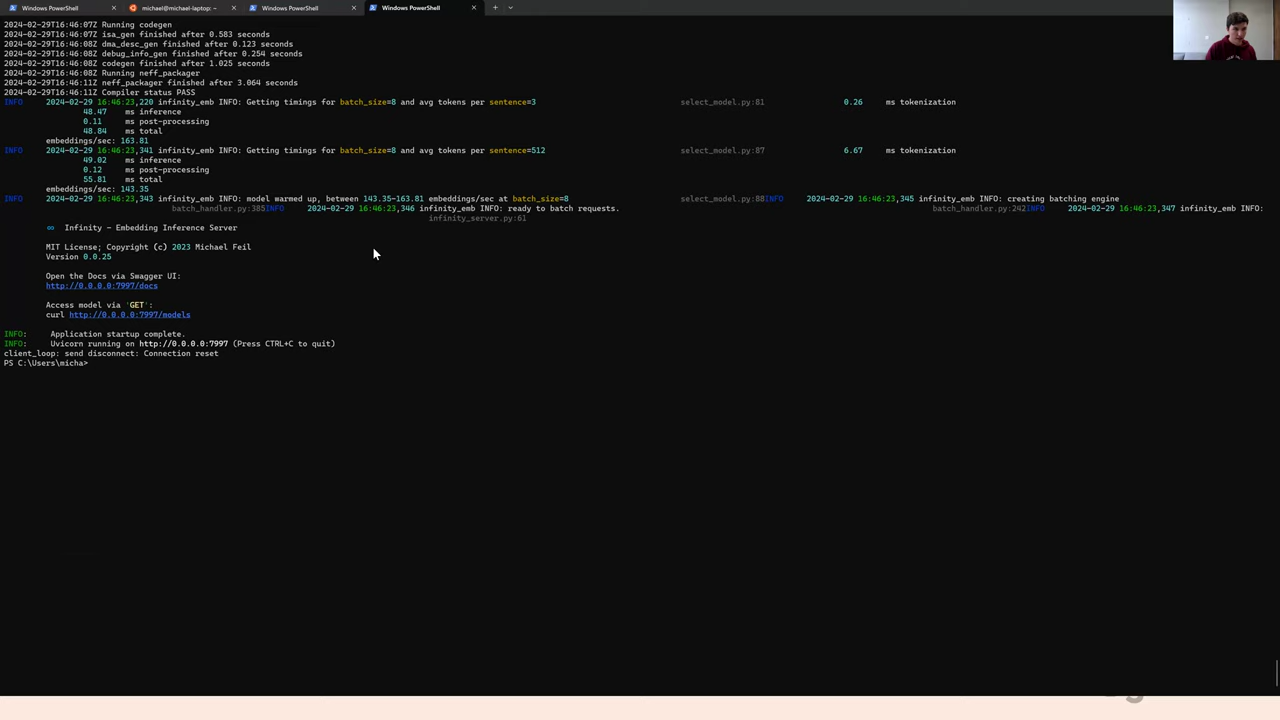 Windows PowerShell
michael@michael-laptop: ~
Windows PowerShell
Windows PowerShell
2024-02-29T16:46:07Z Running codegen
2024-02-29T16:46:07Z isa_gen finished after 0.583 seconds
2024-02-29T16:46:08Z dma_desc_gen finished after 0.123 seconds
2024-02-29T16:46:08Z debug_info_gen finished after 0.254 seconds
2024-02-29T16:46:08Z codegen finished after 1.025 seconds
2024-02-29T16:46:08Z Running neff_packager
2024-02-29T16:46:11Z neff_packager finished after 3.064 seconds
2024-02-29T16:46:11Z Compiler status PASS
INFO 2024-02-29 16:46:23,220 infinity_emb INFO: Getting timings for batch_size=8 and avg tokens per sentence=3 select_model.py:81 0.26 ms tokenization
48.47 ms inference
0.11 ms post-processing
48.84 ms total
embeddings/sec: 163.81
INFO 2024-02-29 16:46:23,341 infinity_emb INFO: Getting timings for batch_size=8 and avg tokens per sentence=512 select_model.py:87 6.67 ms tokenization
49.02 ms inference
0.12 ms post-processing
55.81 ms total
embeddings/sec: 143.35
INFO 2024-02-29 16:46:23,343 infinity_emb INFO: model warmed up, between 143.35-163.81 embeddings/sec at batch_size=8 select_model.py:88INFO 2024-02-29 16:46:23,345 infinity_emb INFO: creating batching engine
batch_handler.py:385INFO 2024-02-29 16:46:23,346 infinity_emb INFO: ready to batch requests. batch_handler.py:242INFO 2024-02-29 16:46:23,347 infinity_emb INFO:
infinity_server.py:61
∞ Infinity - Embedding Inference Server
MIT License; Copyright (c) 2023 Michael Feil
Version 0.0.25
Open the Docs via Swagger UI:
http://0.0.0.0:7997/docs
Access model via 'GET':
curl http://0.0.0.0:7997/models
INFO: Application startup complete.
INFO: Uvicorn running on http://0.0.0.0:7997 (Press CTRL+C to quit)
client_loop: send disconnect: Connection reset
PS C:\Users\micha>